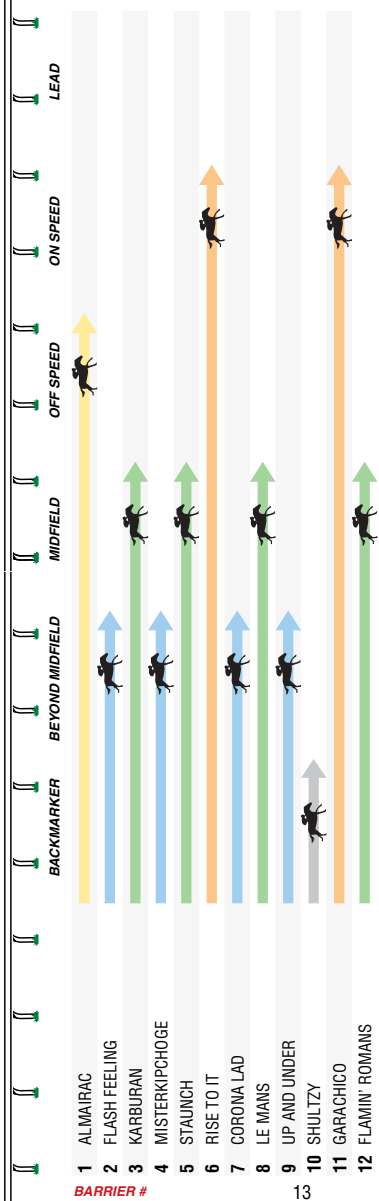 BACKMARKER BEYOND MIDFIELD MIDFIELD OFF SPEED ON SPEED LEAD
BARRIER #
1 ALMAIRAC
2 FLASH FEELING
3 KARBURAN
4 MISTERKIPCHOGE
5 STAUNCH
6 RISE TO IT
7 CORONA LAD
8 LE MANS
9 UP AND UNDER
10 SHULTZY
11 GARACHICO
12 FLAMIN' ROMANS
13